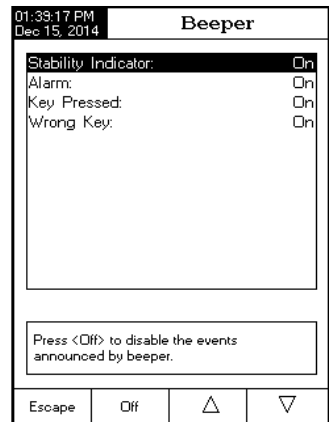 01:39:17 PM
Dec 15, 2014
Beeper
Stability Indicator: On
Alarm: On
Key Pressed: On
Wrong Key: On
Press <Off> to disable the events
announced by beeper.
Escape Off